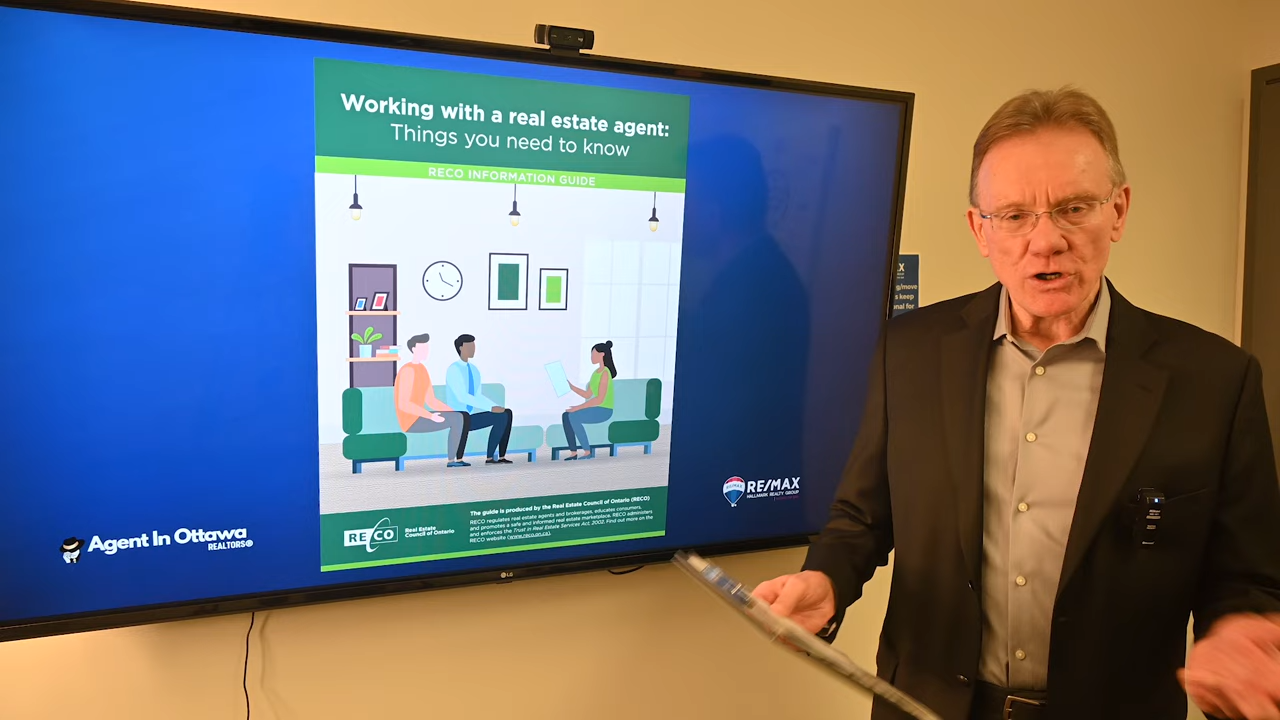 Working with a real estate agent:
Things you need to know
RECO INFORMATION GUIDE
The guide is produced by the Real Estate Council of Ontario (RECO)
RECO regulates real estate agents and brokerages, educates consumers,
and promotes a safe and informed real estate marketplace. RECO administers
and enforces the Trust in Real Estate Services Act, 2002. Find out more on the
RECO website (www.reco.on.ca).
RECO
Real Estate
Council of Ontario
Agent In Ottawa
REALTORS®
RE/MAX
HALLMARK REALTY GROUP
LG
X
g/move
s keep
nal for